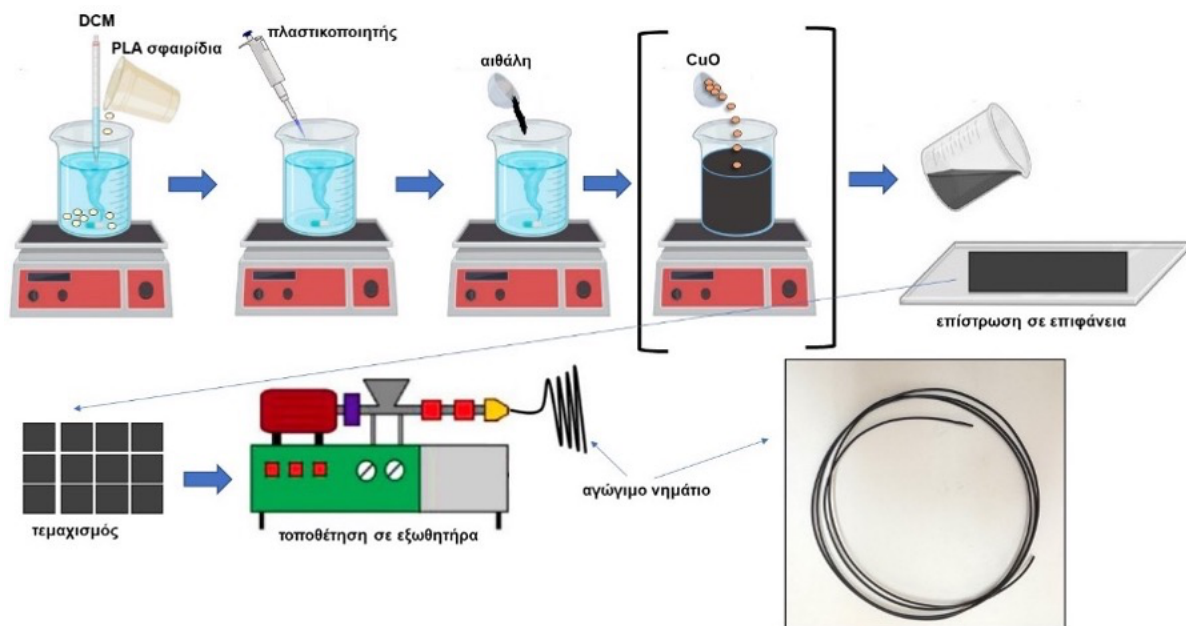 DCM
PLA σφαιρίδια
πλαστικοποιητής
αιθάλη
CuO
επίστρωση σε επιφάνεια
τεμαχισμός
τοποθέτηση σε εξωθητήρα
αγώγιμο νημάτιο